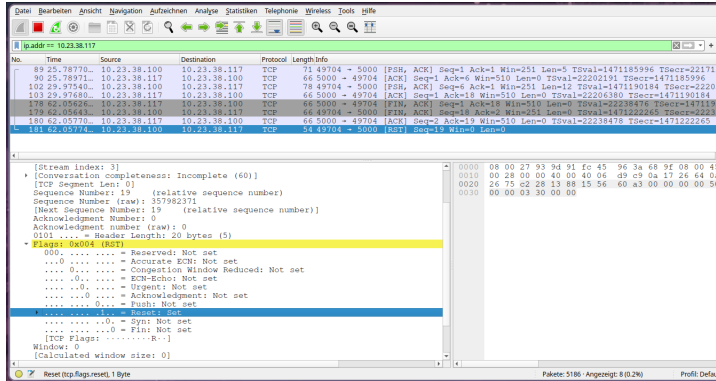 Datei Bearbeiten Ansicht Navigation Aufzeichnen Analyse Statistiken Telephonie Wireless Tools Hilfe
ip.addr == 10.23.38.117
No. Time Source Destination Protocol Length Info
89 25.78770… 10.23.38.100 10.23.38.117 TCP 71 49704 → 5000 [PSH, ACK] Seq=1 Ack=1 Win=251 Len=5 TSval=1471185996 TSecr=22171
90 25.78971… 10.23.38.117 10.23.38.100 TCP 66 5000 → 49704 [ACK] Seq=1 Ack=6 Win=510 Len=0 TSval=22202191 TSecr=1471185996
102 29.97540… 10.23.38.100 10.23.38.117 TCP 78 49704 → 5000 [PSH, ACK] Seq=6 Ack=1 Win=251 Len=12 TSval=1471190184 TSecr=2220
103 29.97680… 10.23.38.117 10.23.38.100 TCP 66 5000 → 49704 [ACK] Seq=1 Ack=18 Win=510 Len=0 TSval=22206380 TSecr=1471190184
178 62.05626… 10.23.38.117 10.23.38.100 TCP 66 5000 → 49704 [FIN, ACK] Seq=1 Ack=18 Win=510 Len=0 TSval=22238476 TSecr=14711
179 62.05643… 10.23.38.100 10.23.38.117 TCP 66 49704 → 5000 [FIN, ACK] Seq=18 Ack=2 Win=251 Len=0 TSval=1471222265 TSecr=222
180 62.05770… 10.23.38.117 10.23.38.100 TCP 66 5000 → 49704 [ACK] Seq=2 Ack=19 Win=510 Len=0 TSval=22238478 TSecr=1471222265
181 62.05774… 10.23.38.100 10.23.38.117 TCP 54 49704 → 5000 [RST] Seq=19 Win=0 Len=0
[Stream index: 3]
[Conversation completeness: Incomplete (60)]
[TCP Segment Len: 0]
Sequence Number: 19 (relative sequence number)
Sequence Number (raw): 357982371
[Next Sequence Number: 19 (relative sequence number)]
Acknowledgment Number: 0
Acknowledgment number (raw): 0
0101 .... = Header Length: 20 bytes (5)
Flags: 0x004 (RST)
000. .... .... = Reserved: Not set
...0 .... .... = Accurate ECN: Not set
.... 0... .... = Congestion Window Reduced: Not set
.... .0.. .... = ECN-Echo: Not set
.... ..0. .... = Urgent: Not set
.... ...0 .... = Acknowledgment: Not set
.... .... 0... = Push: Not set
.... .... .1.. = Reset: Set
.... .... ..0. = Syn: Not set
.... .... ...0 = Fin: Not set
[TCP Flags: ·········R··]
Window: 0
[Calculated window size: 0]
0000 08 00 27 93 9d 91 fc 45 96 3a 68 9f 08 00 45
0010 00 28 00 00 40 00 40 06 d9 c9 0a 17 26 64 0a
0020 26 75 c2 28 13 88 15 56 60 a3 00 00 00 00 50
0030 00 00 03 30 00 00
Reset (tcp.flags.reset), 1 Byte
Pakete: 5186 · Angezeigt: 8 (0.2%)
Profil: Defau